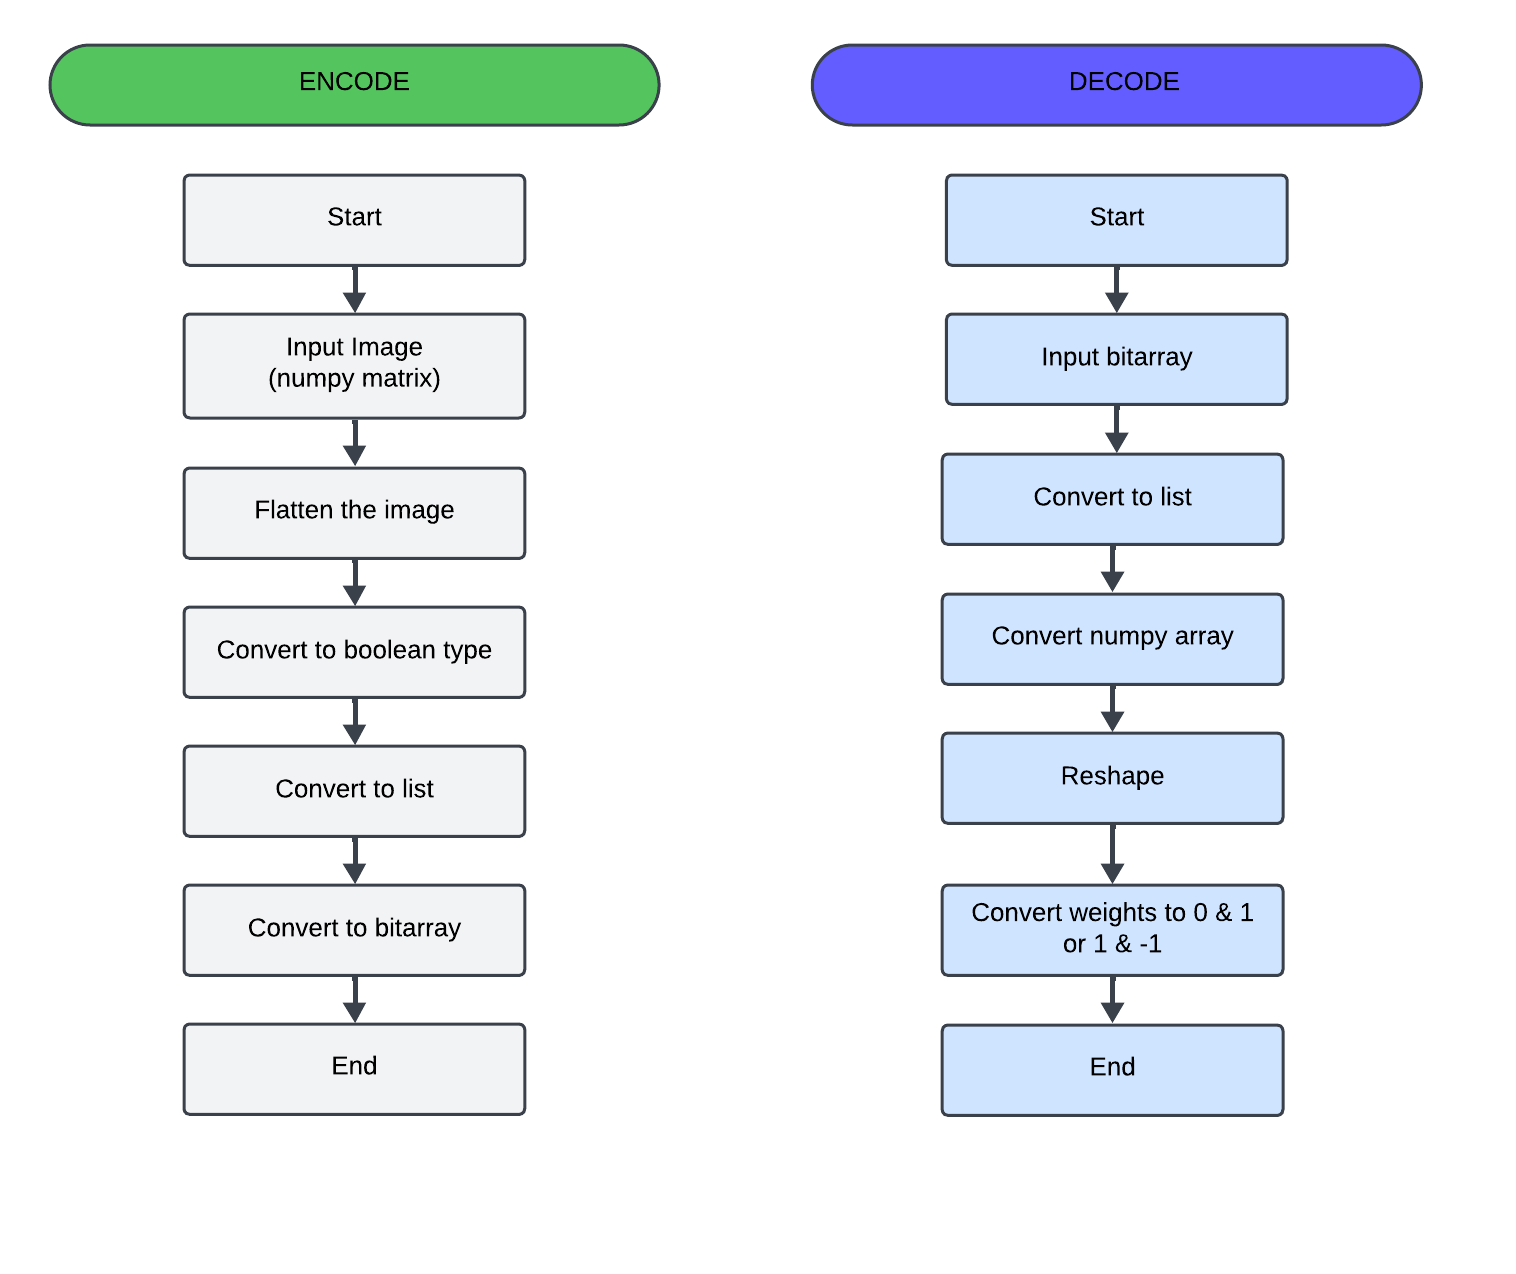 ENCODE
Start
Input Image
(numpy matrix)
Flatten the image
Convert to boolean type
Convert to list
Convert to bitarray
End
DECODE
Start
Input bitarray
Convert to list
Convert numpy array
Reshape
Convert weights to 0 & 1
or 1 & -1
End